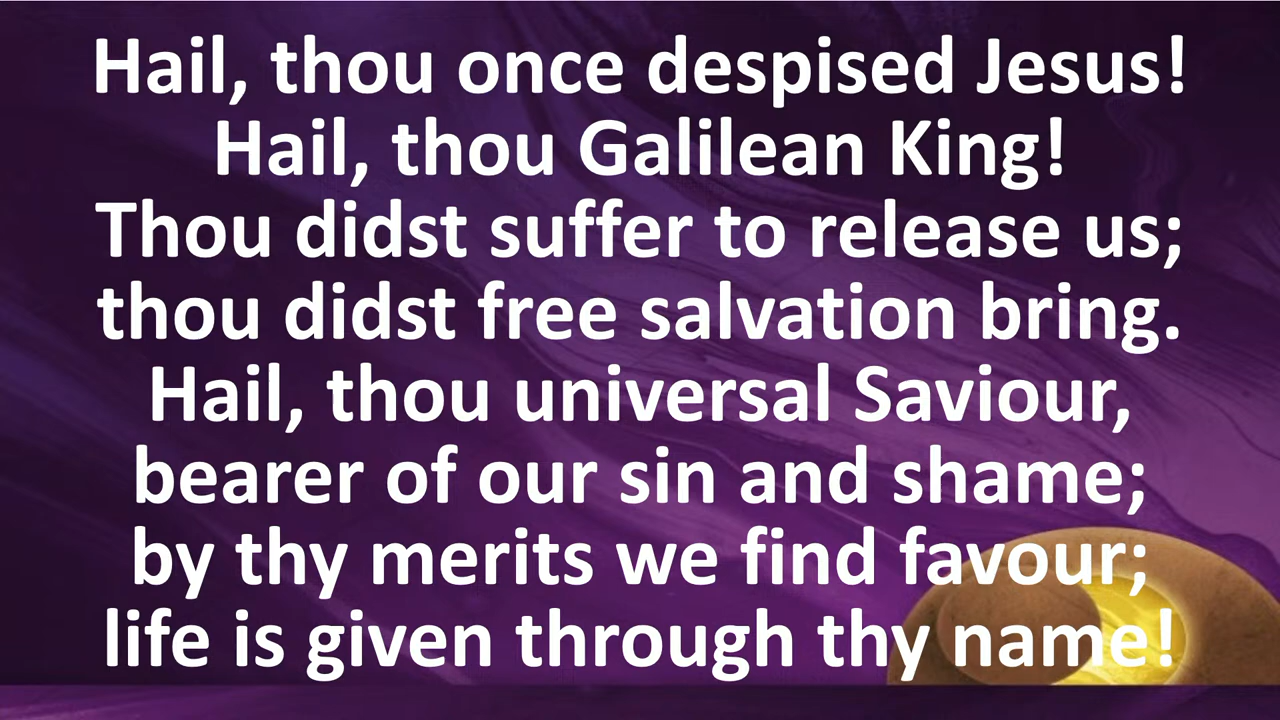 Hail, thou once despised Jesus!
Hail, thou Galilean King!
Thou didst suffer to release us;
thou didst free salvation bring.
Hail, thou universal Saviour,
bearer of our sin and shame;
by thy merits we find favour;
life is given through thy name!